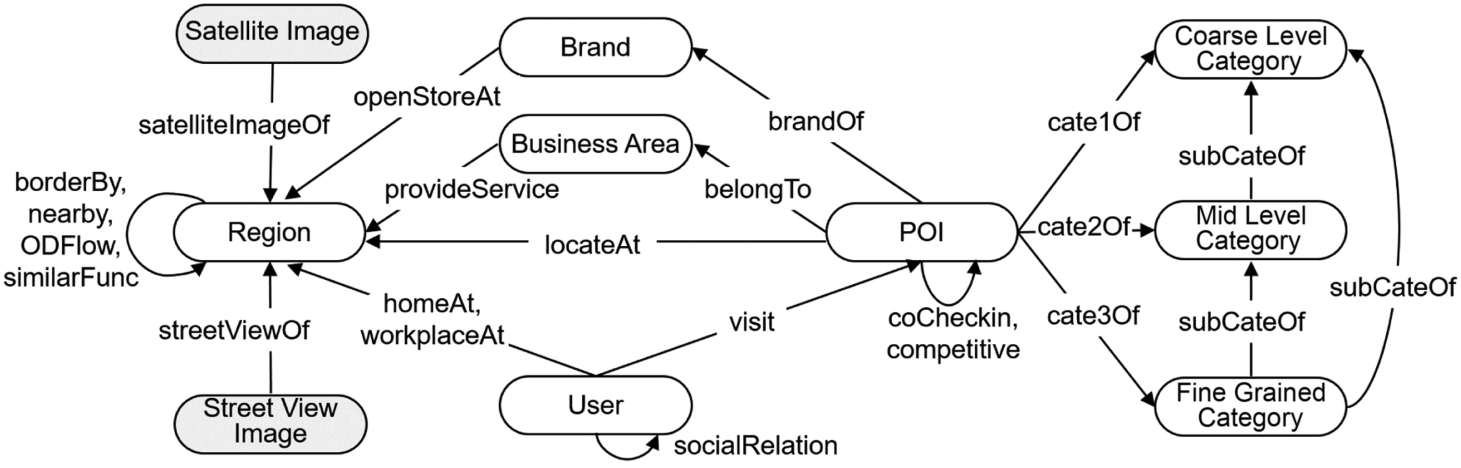 Satellite Image
Brand
Coarse Level
Category
openStoreAt
satelliteImageOf
brandOf
cate1Of
Business Area
subCateOf
borderBy,
nearby,
ODFlow,
similarFunc
provideService
belongTo
Region
locateAt
POI
cate2Of
Mid Level
Category
homeAt,
workplaceAt
streetViewOf
visit
coCheckin,
competitive
cate3Of
subCateOf
subCateOf
Street View
Image
User
Fine Grained
Category
socialRelation